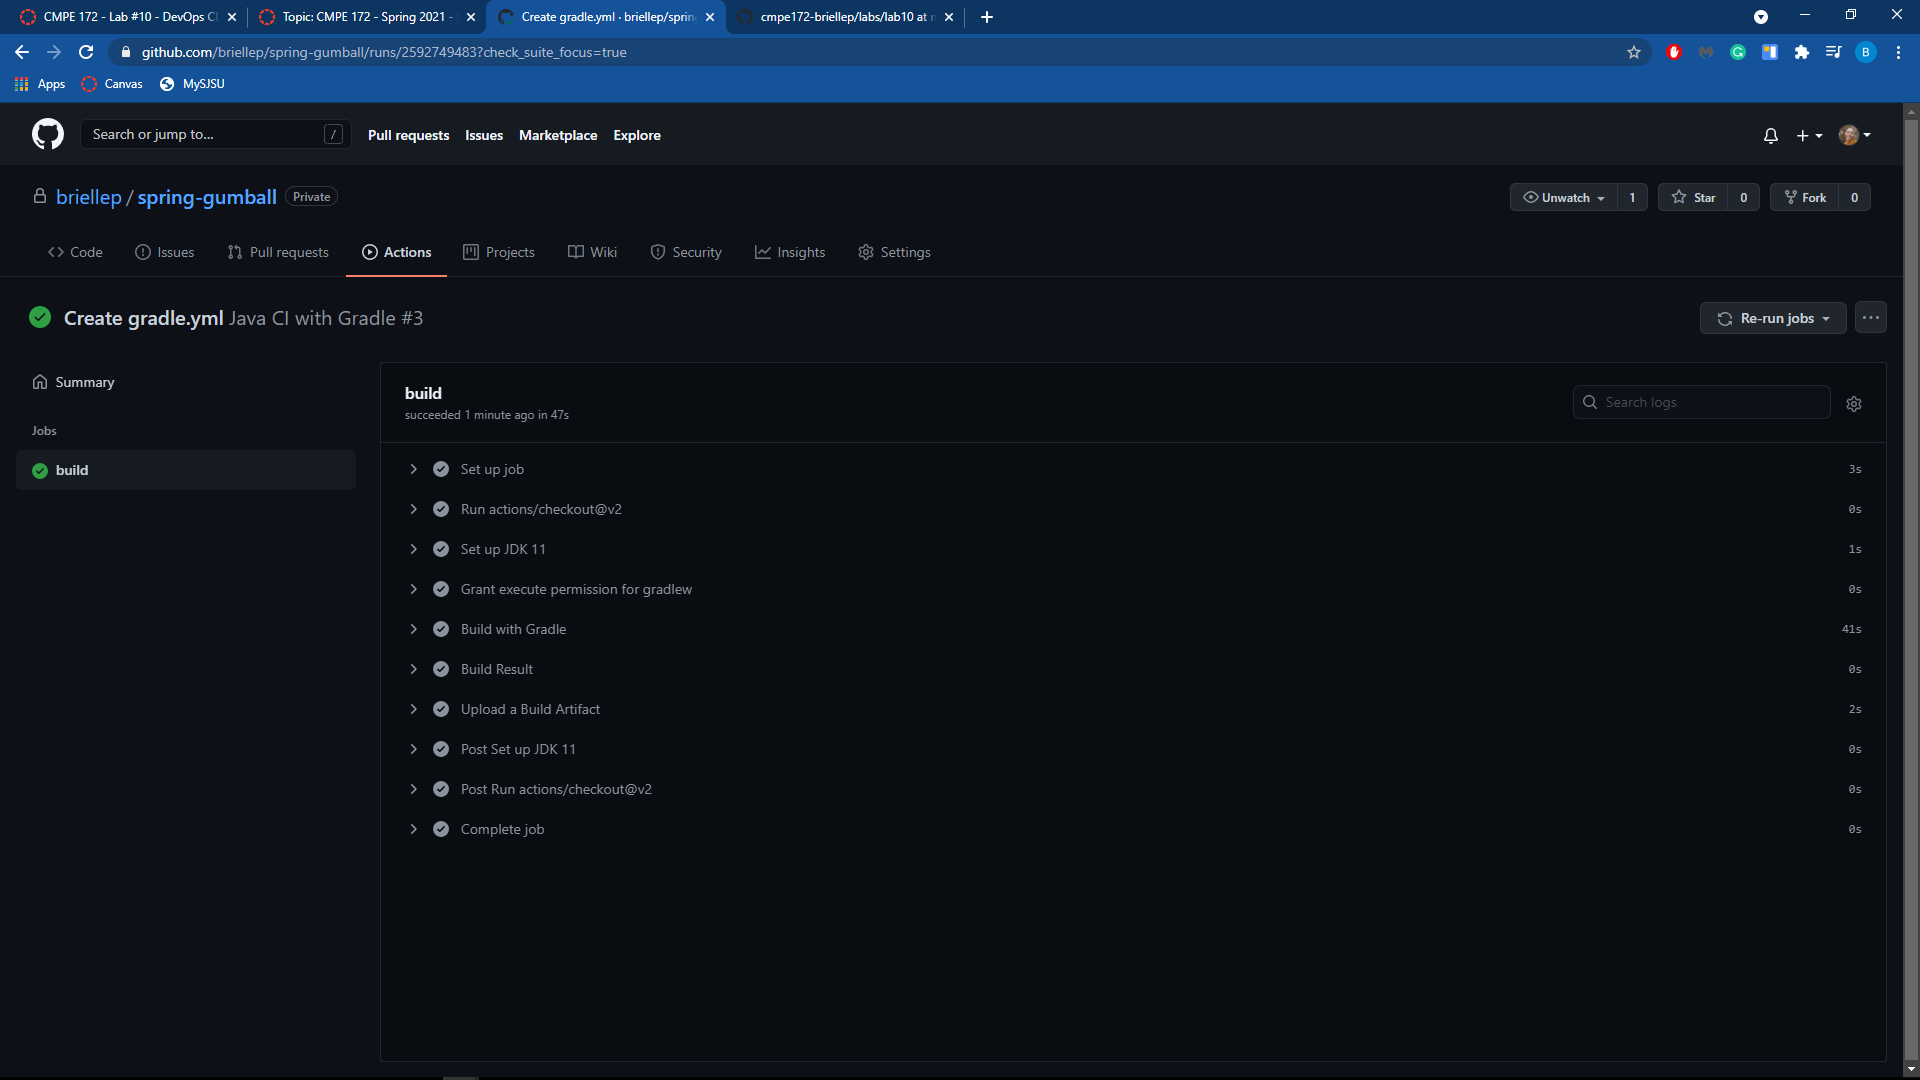 CMPE 172 - Lab #10 - DevOps Cl
Topic: CMPE 172 - Spring 2021 -
Create gradle.yml · briellep/spring
cmpe172-briellep/labs/lab10 at m
github.com/briellep/spring-gumball/runs/2592749483?check_suite_focus=true
B
Apps
Canvas
MySJSU
Search or jump to...
/
Pull requests
Issues
Marketplace
Explore
briellep / spring-gumball Private
Unwatch 1
Star 0
Fork 0
Code
Issues
Pull requests
Actions
Projects
Wiki
Security
Insights
Settings
Create gradle.yml Java CI with Gradle #3
Re-run jobs
Summary
Jobs
build
build
succeeded 1 minute ago in 47s
Search logs
Set up job 3s
Run actions/checkout@v2 0s
Set up JDK 11 1s
Grant execute permission for gradlew 0s
Build with Gradle 41s
Build Result 0s
Upload a Build Artifact 2s
Post Set up JDK 11 0s
Post Run actions/checkout@v2 0s
Complete job 0s